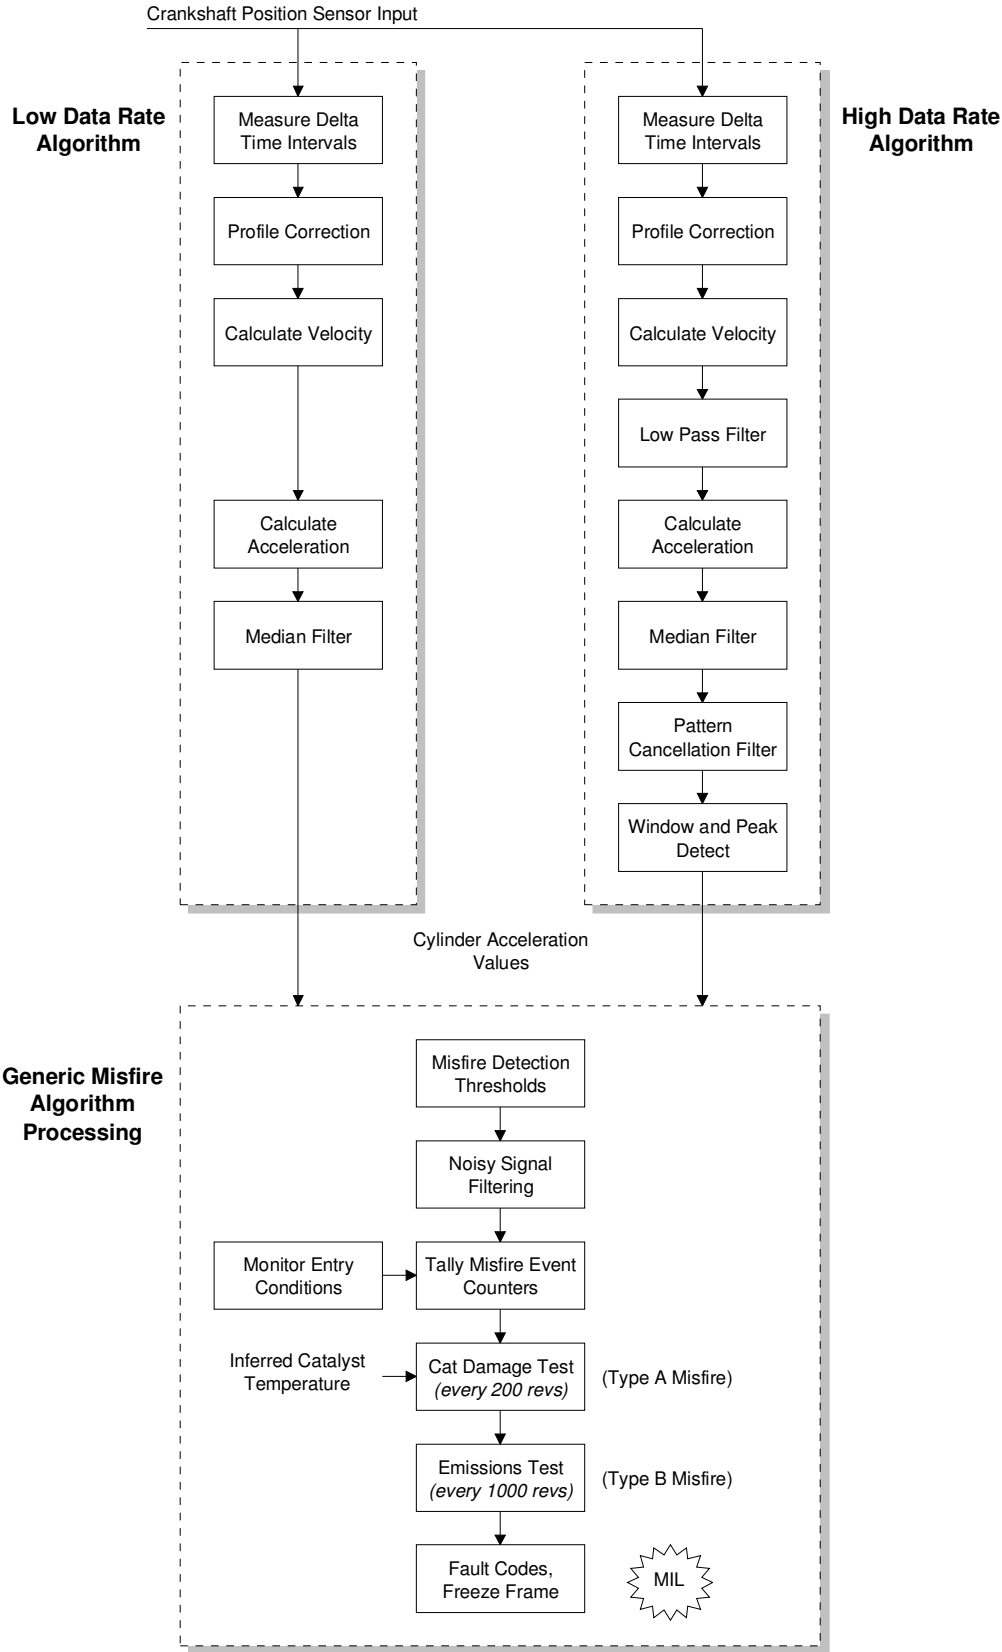 Crankshaft Position Sensor Input
Low Data Rate
Algorithm
Measure Delta
Time Intervals
Profile Correction
Calculate Velocity
Calculate
Acceleration
Median Filter
High Data Rate
Algorithm
Measure Delta
Time Intervals
Profile Correction
Calculate Velocity
Low Pass Filter
Calculate
Acceleration
Median Filter
Pattern
Cancellation Filter
Window and Peak
Detect
Cylinder Acceleration
Values
Generic Misfire
Algorithm
Processing
Misfire Detection
Thresholds
Noisy Signal
Filtering
Monitor Entry
Conditions
Tally Misfire Event
Counters
Inferred Catalyst
Temperature
Cat Damage Test
(every 200 revs)
(Type A Misfire)
Emissions Test
(every 1000 revs)
(Type B Misfire)
Fault Codes,
Freeze Frame
MIL